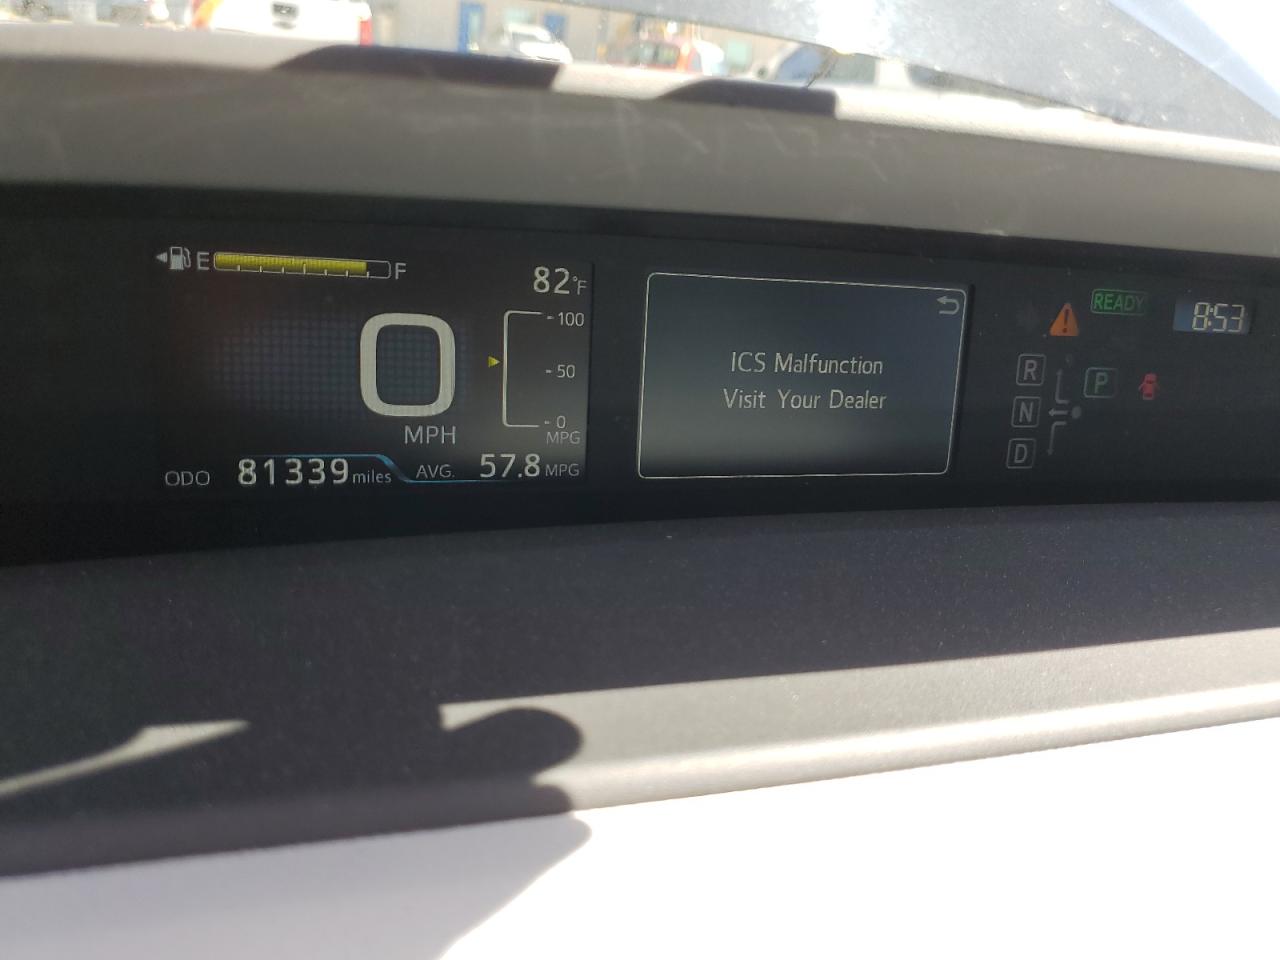 E F
82°F
100
50
0
MPG
0
MPH
ODO 81339 miles
AVG. 57.8 MPG
ICS Malfunction
Visit Your Dealer
READY
8:53
R
N
D
P